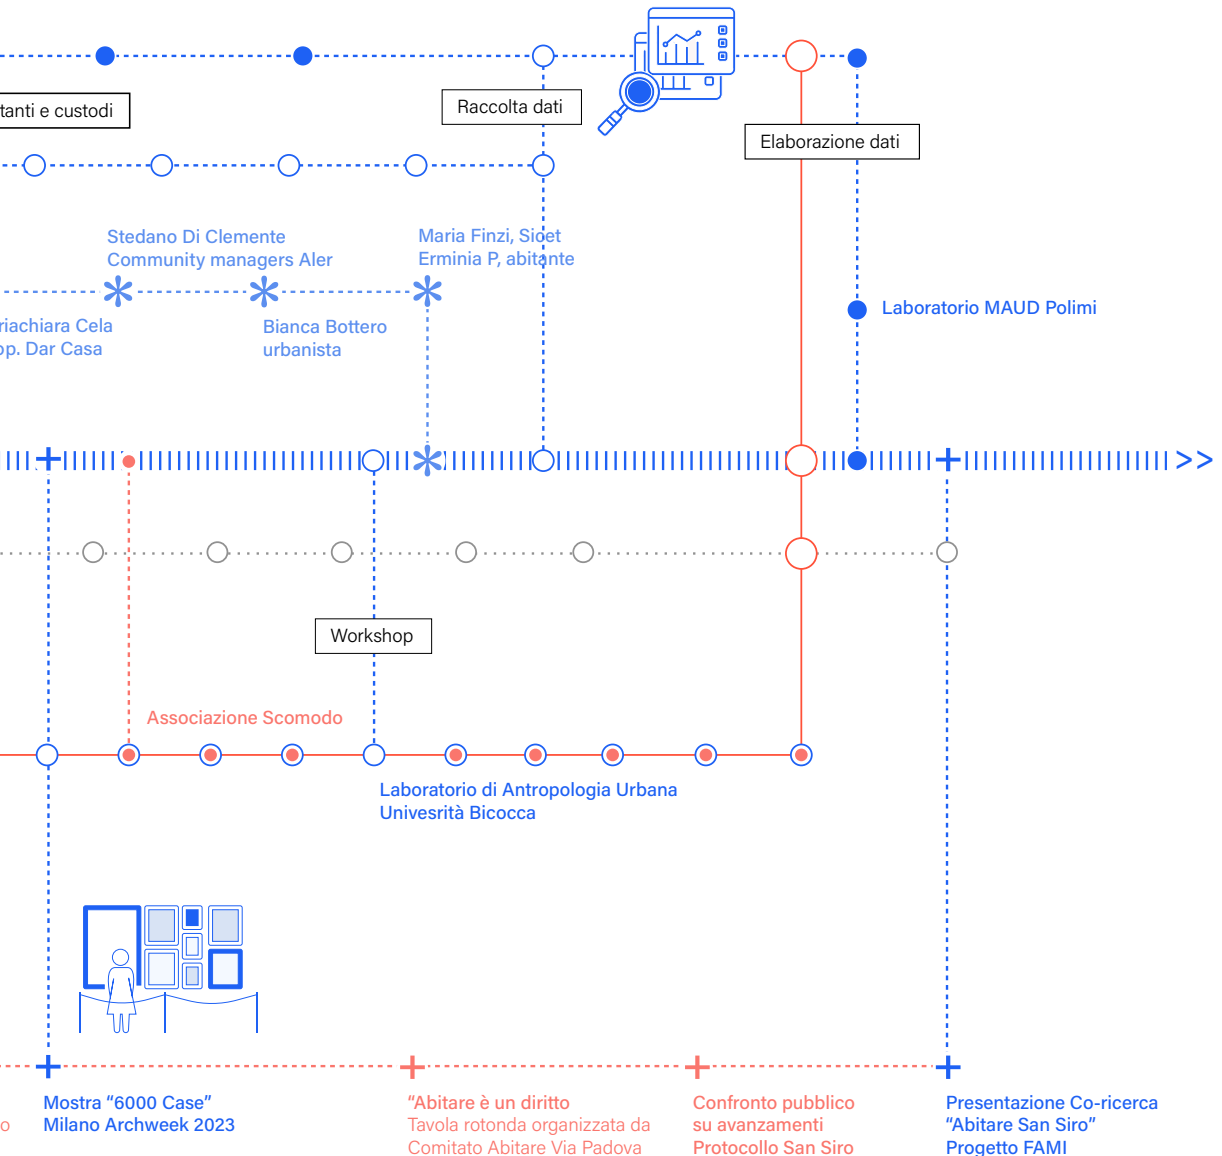 tanti e custodi
Raccolta dati
Elaborazione dati
Stedano Di Clemente
Community managers Aler
Maria Finzi, Sicet
Erminia P, abitante
riachiara Cela
op. Dar Casa
Bianca Bottero
urbanista
Laboratorio MAUD Polimi
>>
Workshop
Associazione Scomodo
Laboratorio di Antropologia Urbana
Univesrità Bicocca
o
Mostra “6000 Case”
Milano Archweek 2023
“Abitare è un diritto
Tavola rotonda organizzata da
Comitato Abitare Via Padova
Confronto pubblico
su avanzamenti
Protocollo San Siro
Presentazione Co-ricerca
“Abitare San Siro”
Progetto FAMI